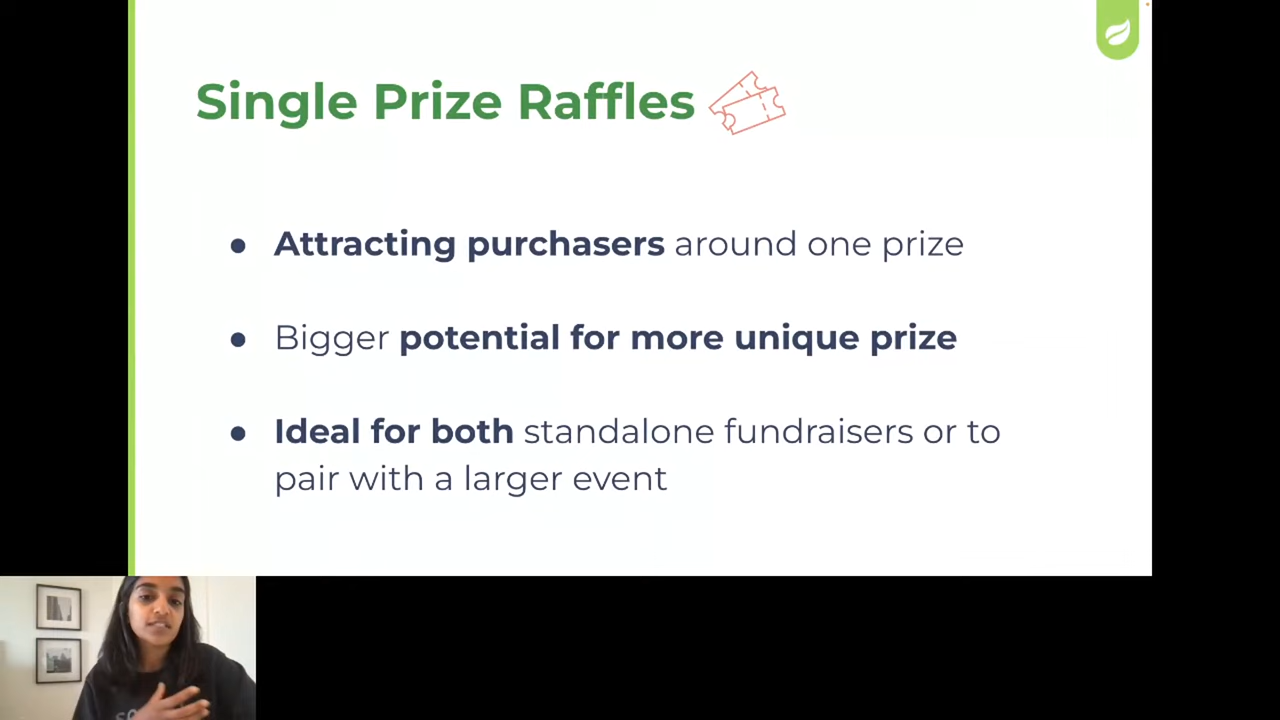 Single Prize Raffles
● Attracting purchasers around one prize
● Bigger potential for more unique prize
● Ideal for both standalone fundraisers or to
pair with a larger event